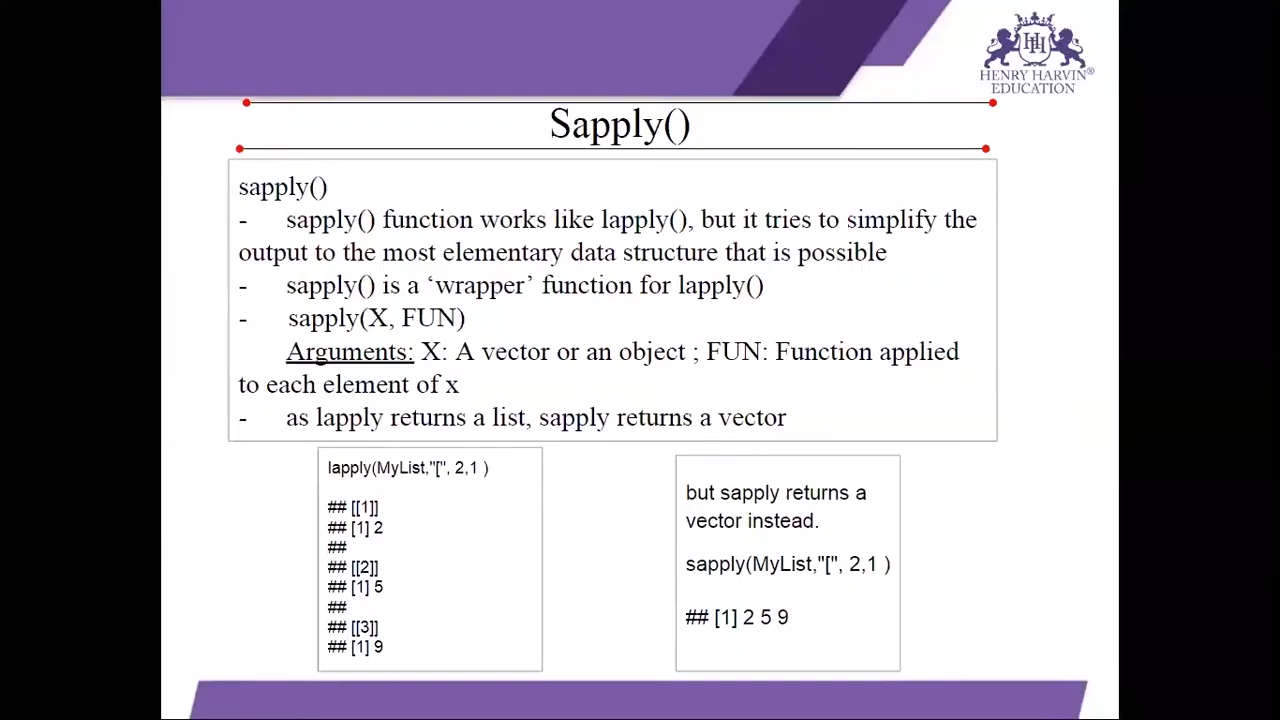 HENRY HARVIN®
EDUCATION
Sapply()
sapply()
- sapply() function works like lapply(), but it tries to simplify the
output to the most elementary data structure that is possible
- sapply() is a ‘wrapper’ function for lapply()
- sapply(X, FUN)
Arguments: X: A vector or an object ; FUN: Function applied
to each element of x
- as lapply returns a list, sapply returns a vector
lapply(MyList,"[", 2,1 )
## [[1]]
## [1] 2
##
## [[2]]
## [1] 5
##
## [[3]]
## [1] 9
but sapply returns a
vector instead.
sapply(MyList,"[", 2,1 )
## [1] 2 5 9